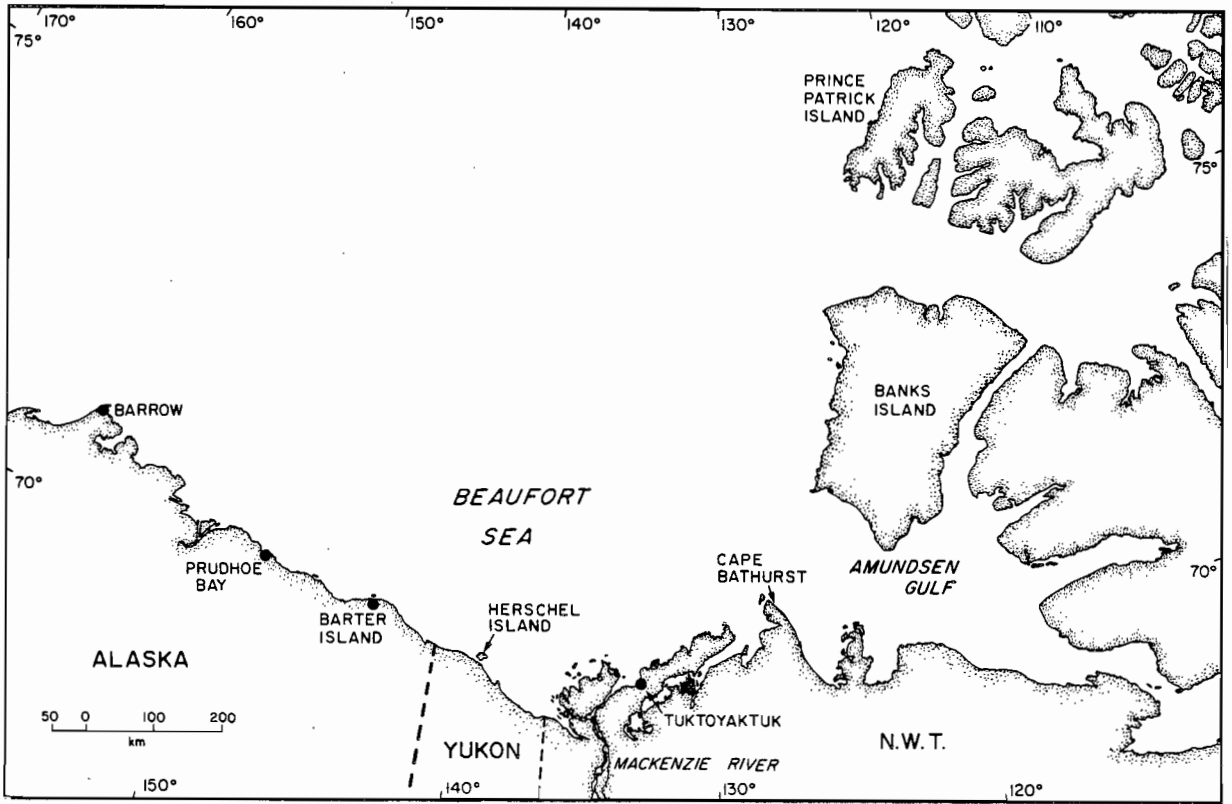 170°
160°
150°
140°
130°
120°
110°
75°
PRINCE
PATRICK
ISLAND
75°
BANKS
ISLAND
BARROW
70°
BEAUFORT
SEA
PRUDHOE
BAY
CAPE
BATHURST
AMUNDSEN
GULF
70°
BARTER
ISLAND
HERSCHEL
ISLAND
ALASKA
50 0 100 200
km
TUKTOYAKTUK
YUKON
MACKENZIE RIVER
N.W.T.
150°
140°
130°
120°